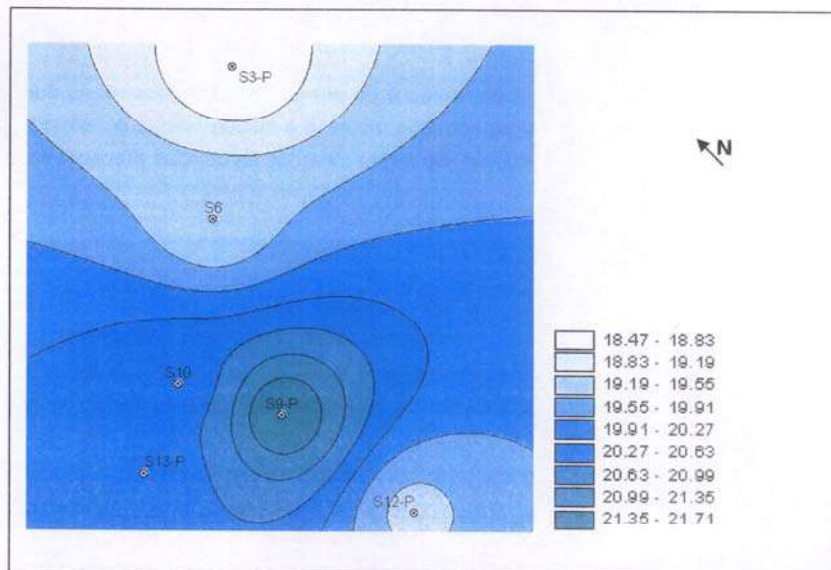 S3-P
N
S6
18.47 - 18.83
18.83 - 19.19
19.19 - 19.55
19.55 - 19.91
19.91 - 20.27
20.27 - 20.63
20.63 - 20.99
20.99 - 21.35
21.35 - 21.71
S10
S9-P
S13-P
S12-P